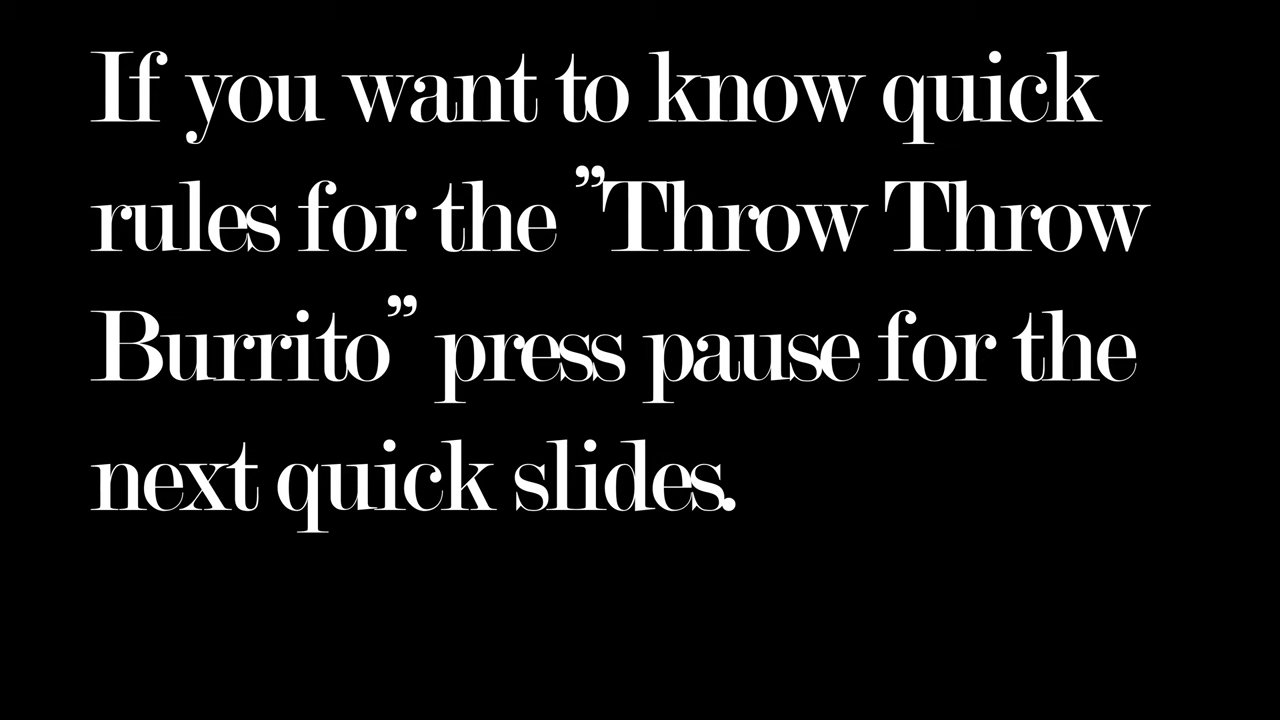 If you want to know quick
rules for the ”Throw Throw
Burrito” press pause for the
next quick slides.